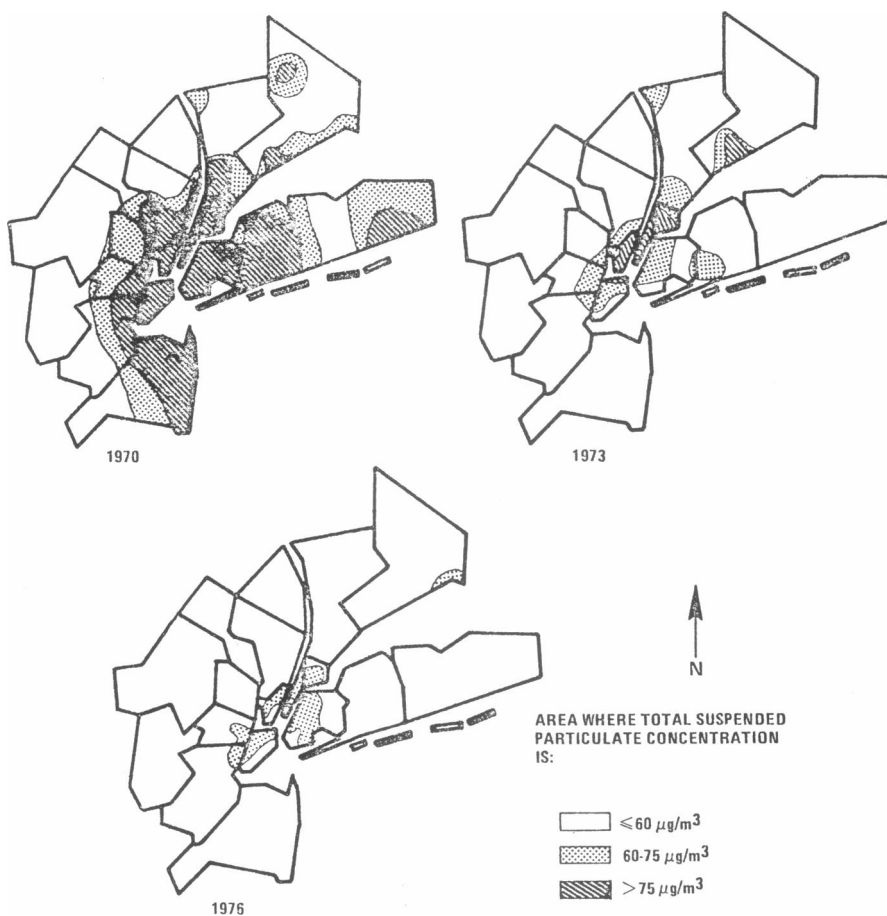 1970
1973
1976
N
AREA WHERE TOTAL SUSPENDED
PARTICULATE CONCENTRATION
IS:
⩽60 μg/m³
60-75 μg/m³
>75 μg/m³